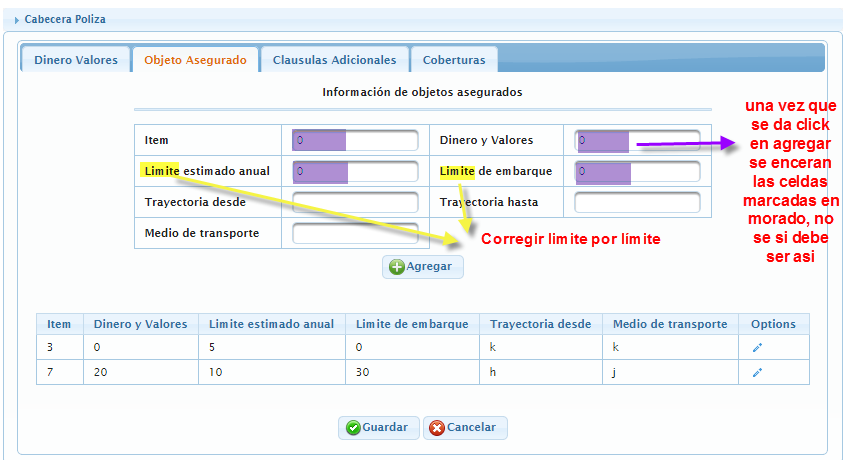 Cabecera Poliza
Dinero Valores Objeto Asegurado Clausulas Adicionales Coberturas
Información de objetos asegurados
Item 0 Dinero y Valores 0
Limite estimado anual 0 Limite de embarque 0
Trayectoria desde Trayectoria hasta
Medio de transporte
Agregar
una vez que
se da click
en agregar
se enceran
las celdas
marcadas en
morado, no
se si debe
ser asi
Corregir limite por límite
Item Dinero y Valores Limite estimado anual Limite de embarque Trayectoria desde Medio de transporte Options
3 0 5 0 k k
7 20 10 30 h j
Guardar Cancelar